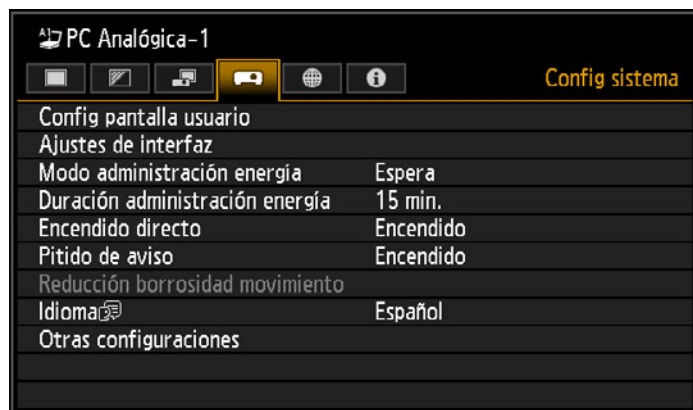 PC Analógica-1
Config sistema
Config pantalla usuario
Ajustes de interfaz
Modo administración energía Espera
Duración administración energía 15 min.
Encendido directo Encendido
Pitido de aviso Encendido
Reducción borrosidad movimiento
Idioma Español
Otras configuraciones